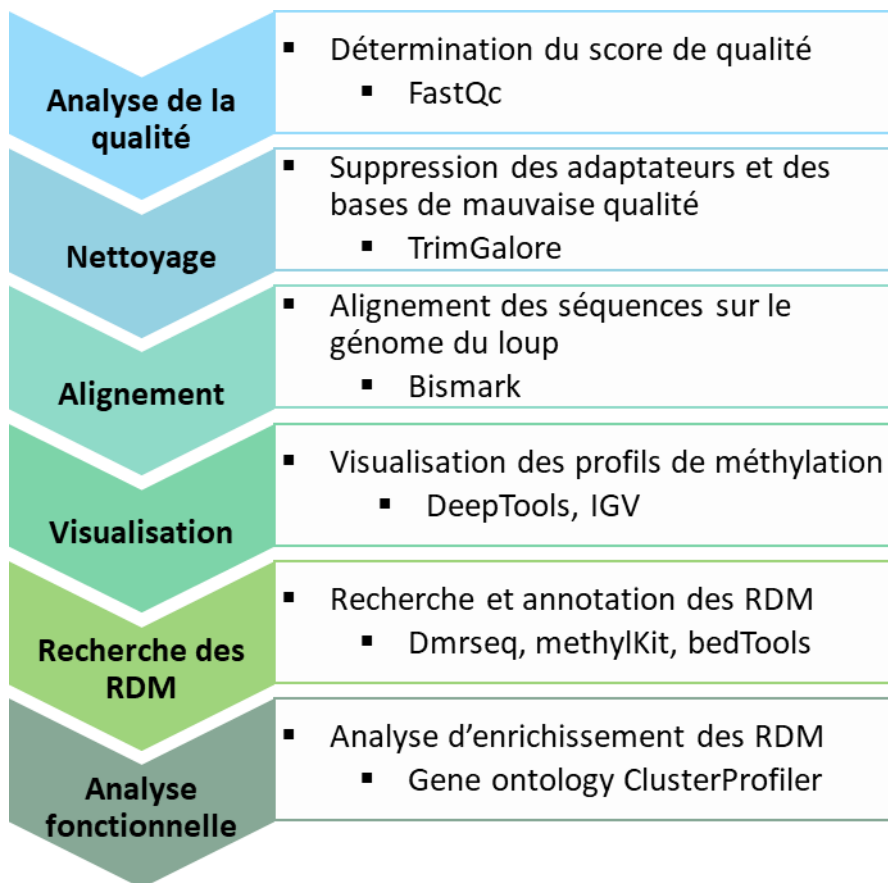 Analyse de la
qualité
▪ Détermination du score de qualité
▪ FastQc
Nettoyage
▪ Suppression des adaptateurs et des
bases de mauvaise qualité
▪ TrimGalore
Alignement
▪ Alignement des séquences sur le
génome du loup
▪ Bismark
Visualisation
▪ Visualisation des profils de méthylation
▪ DeepTools, IGV
Recherche des
RDM
▪ Recherche et annotation des RDM
▪ Dmrseq, methylKit, bedTools
Analyse
fonctionnelle
▪ Analyse d’enrichissement des RDM
▪ Gene ontology ClusterProfiler